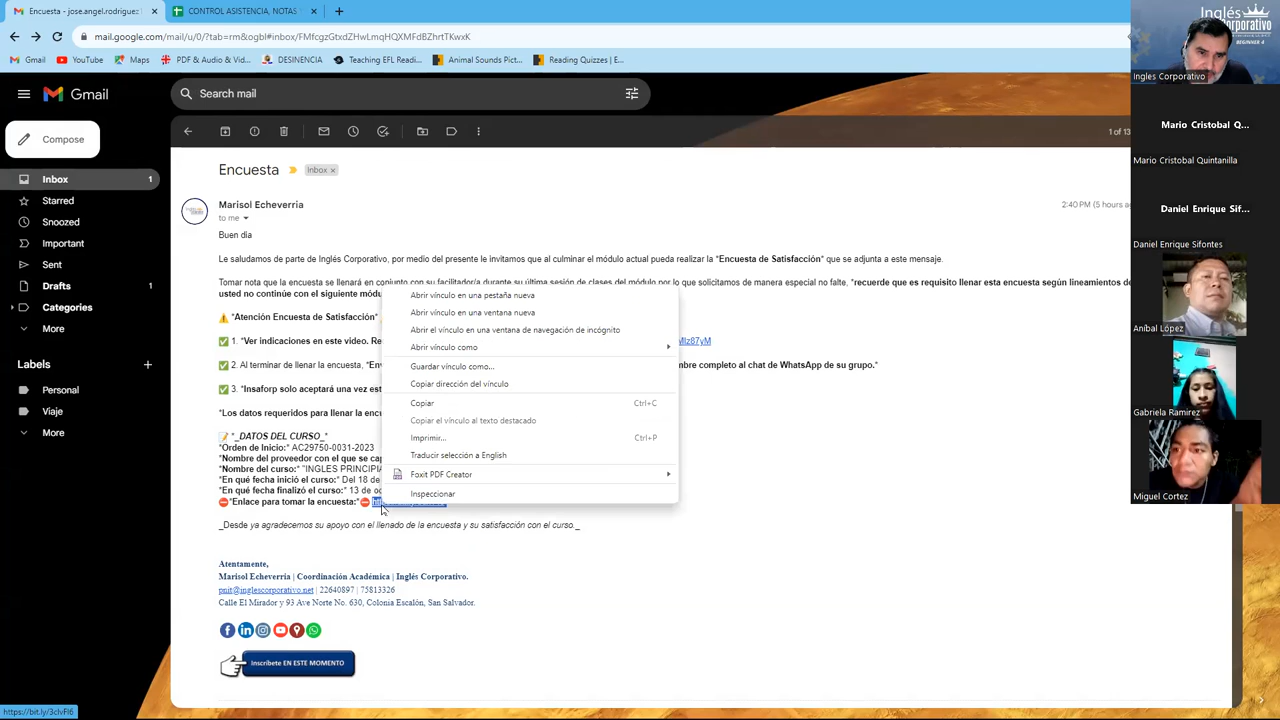 Encuesta - jose.angel.rodriguez
CONTROL ASISTENCIA, NOTAS
mail.google.com/mail/u/0/?tab=rm&ogbl#inbox/FMfcgzGtxdZHwLmqHQXMFdBZhrtTKwxK
Gmail
YouTube
Maps
PDF & Audio & Vid...
DESINENCIA
Teaching EFL Readi...
Animal Sounds Pict...
Reading Quizzes | E...
Gmail
Search mail
Compose
1 of 13
Inbox 1
Starred
Snoozed
Important
Sent
Drafts
Categories
More
Labels
Personal
Viaje
More
Encuesta
Inbox
Marisol Echeverria
to me
2:40 PM (5 hours ag
Buen día
Le saludamos de parte de Inglés Corporativo, por medio del presente le invitamos que al culminar el módulo actual pueda realizar la "Encuesta de Satisfacción" que se adjunta a este mensaje.
Tomar nota que la encuesta se llenará en conjunto con su facilitador/a durante su última sesión de clases del módulo por lo que solicitamos de manera especial no falte, "recuerde que es requisito llenar esta encuesta según lineamientos de
usted no continúe con el siguiente módu
"Atención Encuesta de Satisfacción"
1. "Ver indicaciones en este video. Re MIz87yM
2. Al terminar de llenar la encuesta, "Env mbre completo al chat de WhatsApp de su grupo.*
3. "Insaforp solo aceptará una vez est
*Los datos requeridos para llenar la encu
*_DATOS DEL CURSO_*
*Orden de Inicio:* AC29750-0031-2023
*Nombre del proveedor con el que se cap
*Nombre del curso:* "INGLES PRINCIPIA
*En qué fecha inició el curso:* Del 18 de
*En qué fecha finalizó el curso:* 13 de oc
*Enlace para tomar la encuesta:*
_Desde ya agradecemos su apoyo con el llenado de la encuesta y su satisfacción con el curso._
Atentamente,
Marisol Echeverría | Coordinación Académica | Inglés Corporativo.
pnit@inglescorporativo.net | 22640897 | 75813326
Calle El Mirador y 93 Ave Norte No. 630, Colonia Escalón, San Salvador.
Inscríbete EN ESTE MOMENTO
Abrir vínculo en una pestaña nueva
Abrir vínculo en una ventana nueva
Abrir el vínculo en una ventana de navegación de incógnito
Abrir vínculo como
Guardar vínculo como...
Copiar dirección del vínculo
Copiar Ctrl+C
Copiar el vínculo al texto destacado
Imprimir... Ctrl+P
Traducir selección a English
Foxit PDF Creator
Inspeccionar
https://bit.ly/3clvFl6
Inglés
Corporativo
BEGINNER 4
Ingles Corporativo
Mario Cristobal Q...
Mario Cristobal Quintanilla
Daniel Enrique Sif...
Daniel Enrique Sifontes
Aníbal López
Gabriela Ramirez
Miguel Cortez